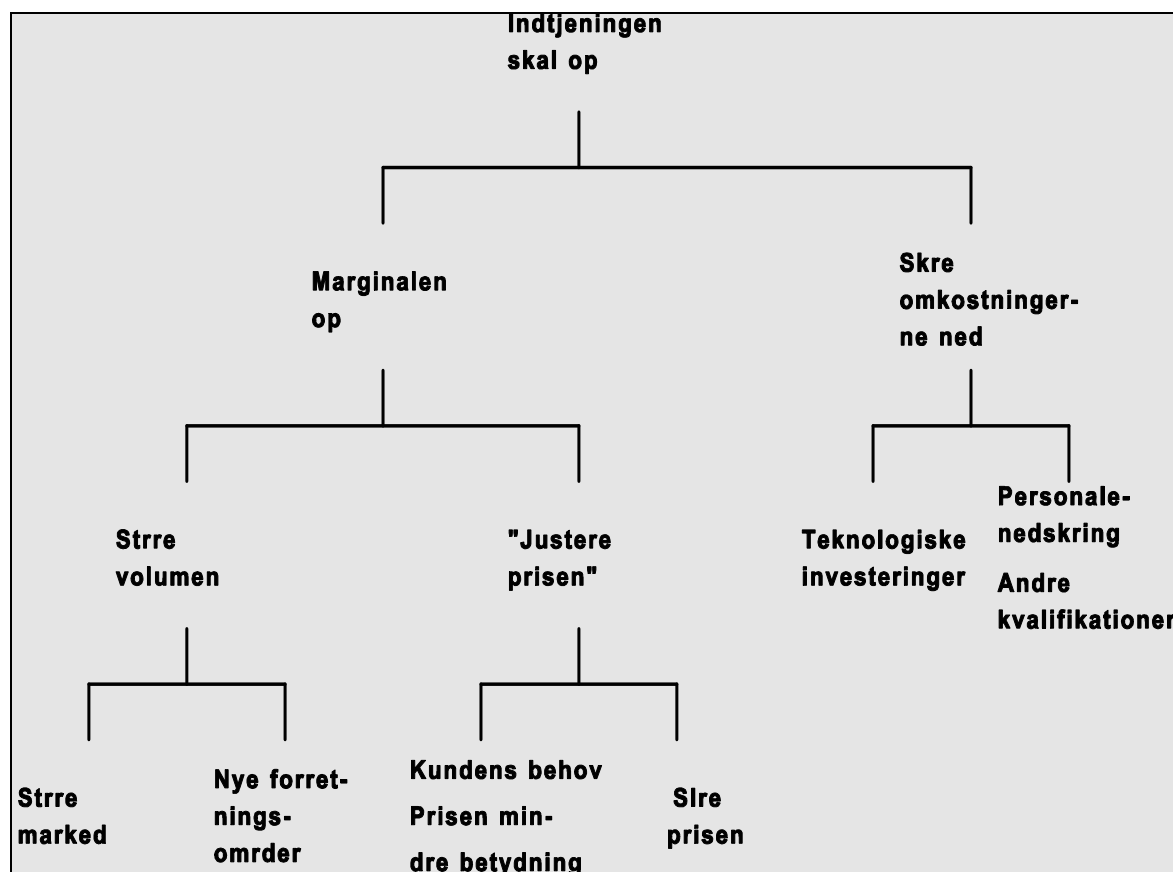 Indtjeningen
skal op
Marginalen
op
Skre
omkostninger-
ne ned
Strre
volumen
"Justere
prisen"
Teknologiske
investeringer
Personale-
nedskring
Andre
kvalifikationer
Strre
marked
Nye forret-
nings-
omrder
Kundens behov
Prisen min-
dre betydning
Slre
prisen